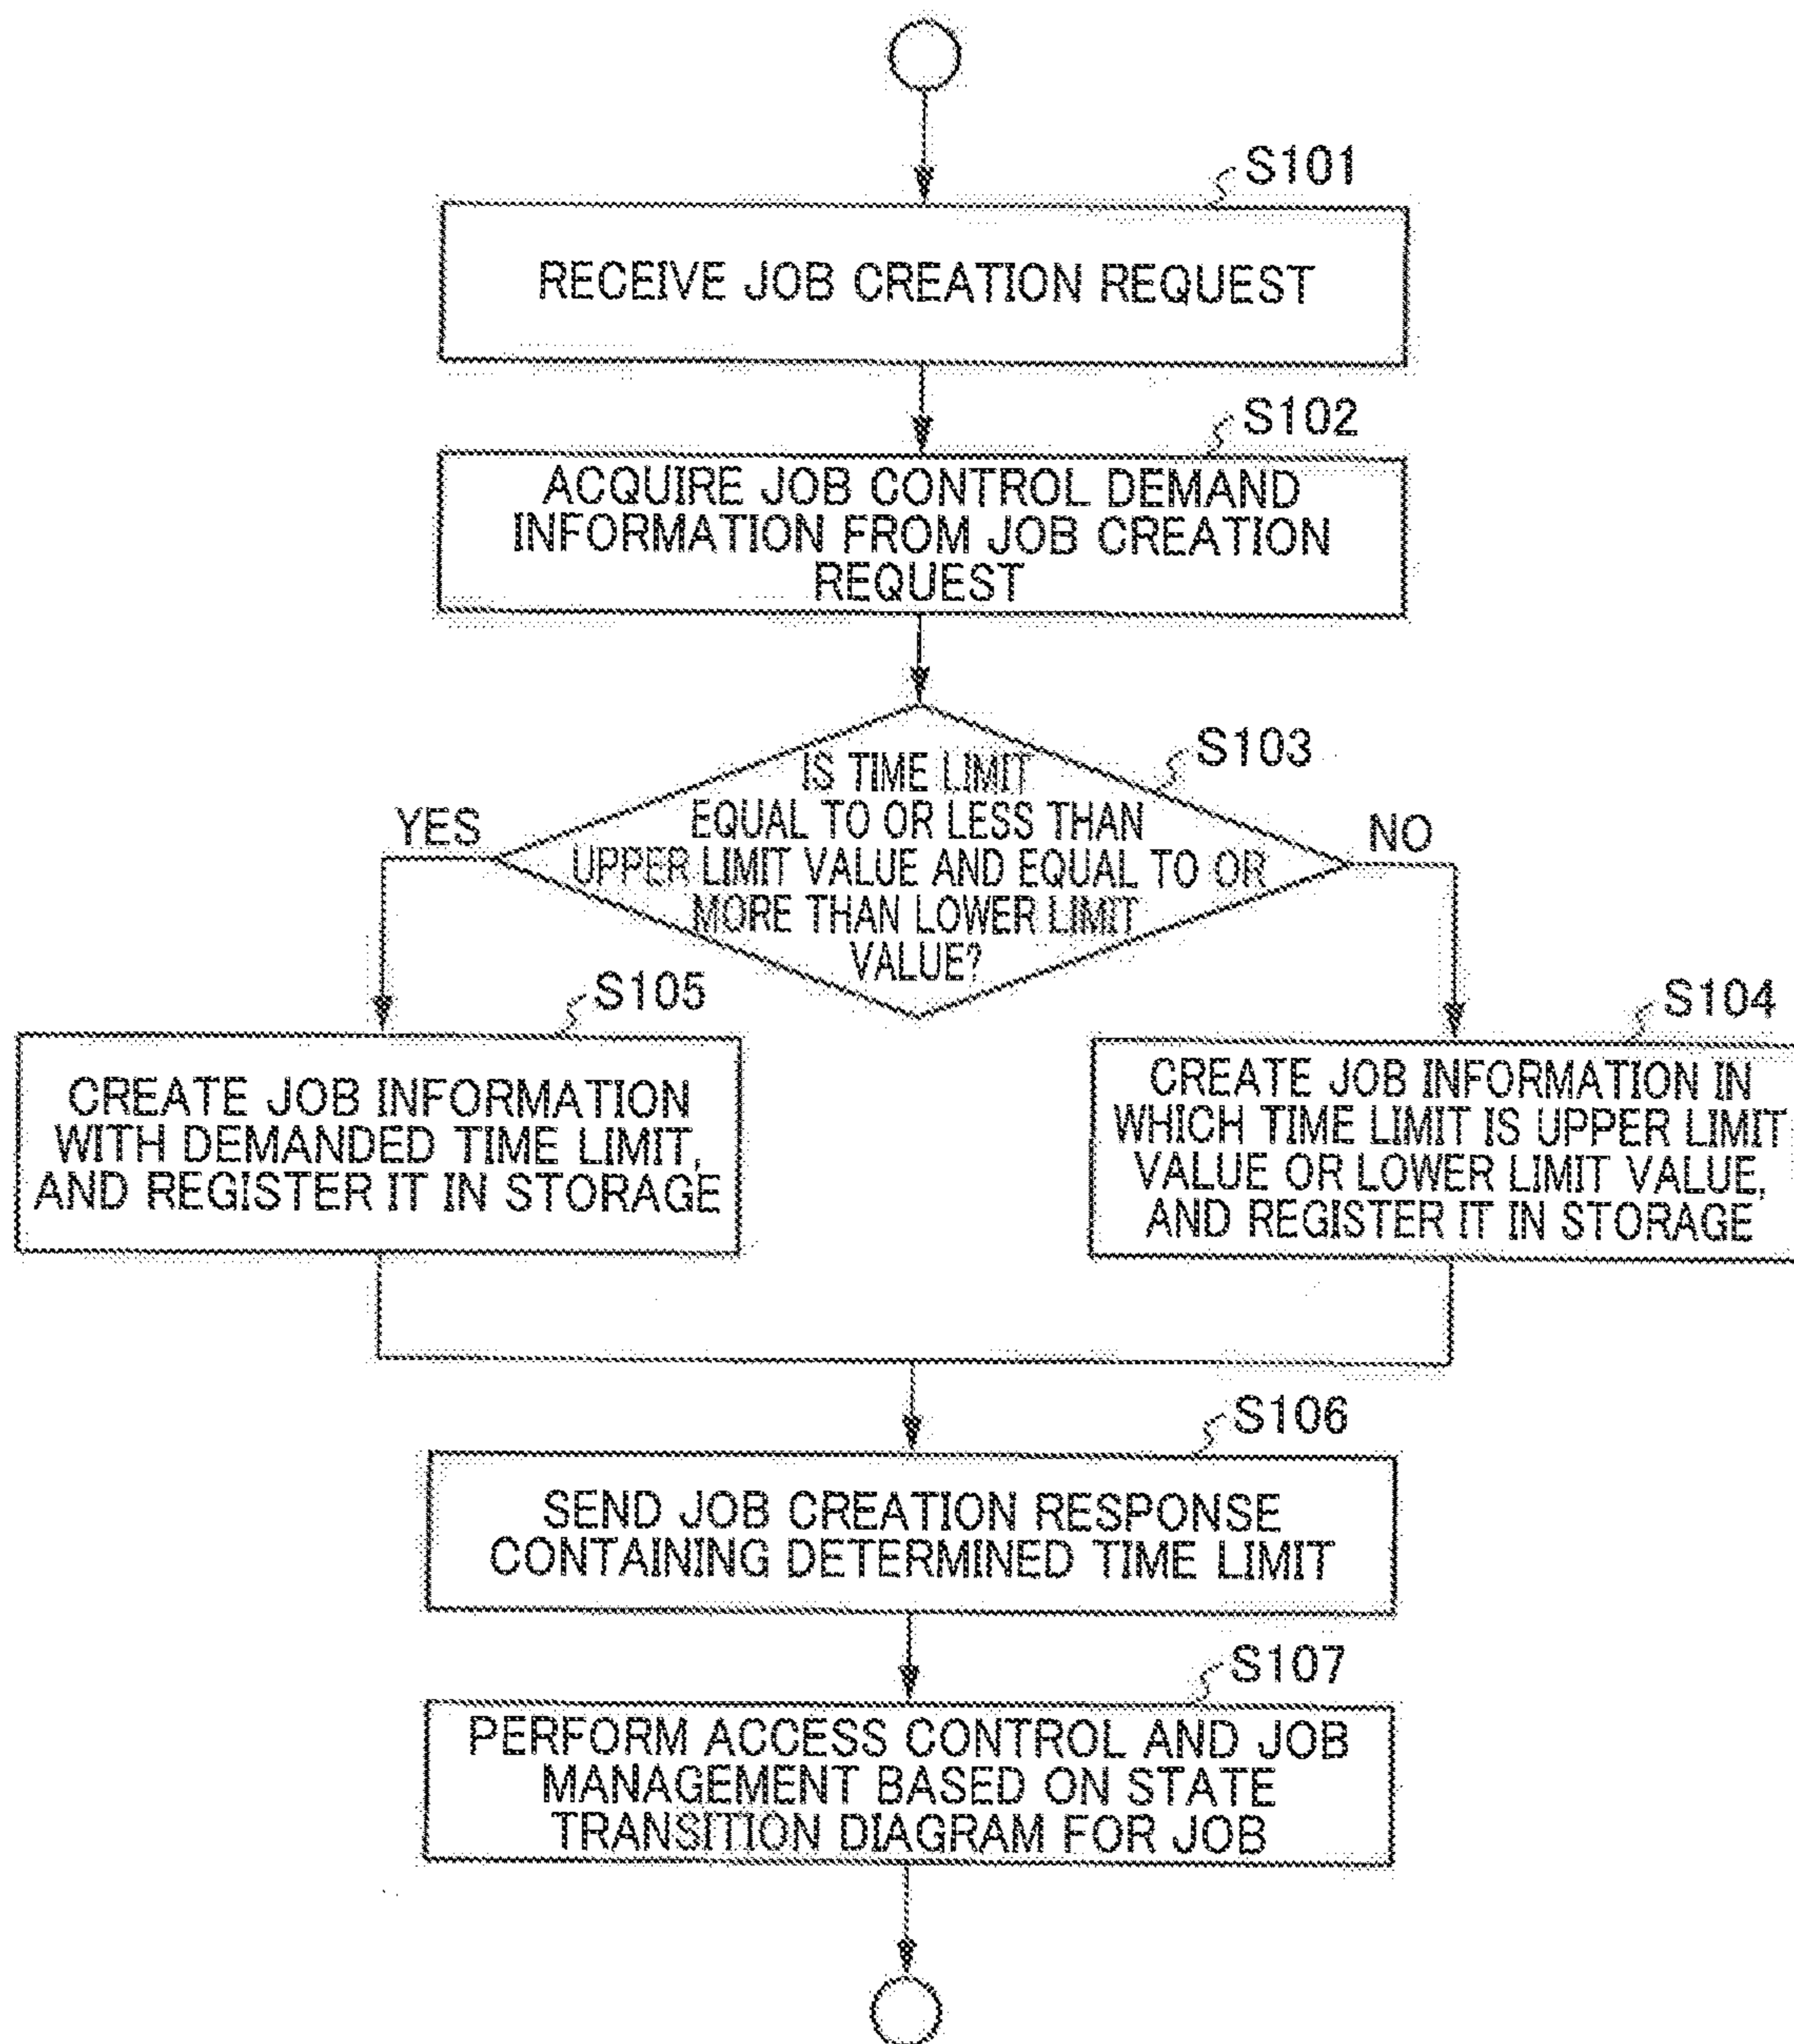 S101
RECEIVE JOB CREATION REQUEST
S102
ACQUIRE JOB CONTROL DEMAND
INFORMATION FROM JOB CREATION
REQUEST
S103
IS TIME LIMIT
EQUAL TO OR LESS THAN
UPPER LIMIT VALUE AND EQUAL TO OR
MORE THAN LOWER LIMIT
VALUE?
YES
NO
S105
CREATE JOB INFORMATION
WITH DEMANDED TIME LIMIT,
AND REGISTER IT IN STORAGE
S104
CREATE JOB INFORMATION IN
WHICH TIME LIMIT IS UPPER LIMIT
VALUE OR LOWER LIMIT VALUE,
AND REGISTER IT IN STORAGE
S106
SEND JOB CREATION RESPONSE
CONTAINING DETERMINED TIME LIMIT
S107
PERFORM ACCESS CONTROL AND JOB
MANAGEMENT BASED ON STATE
TRANSITION DIAGRAM FOR JOB